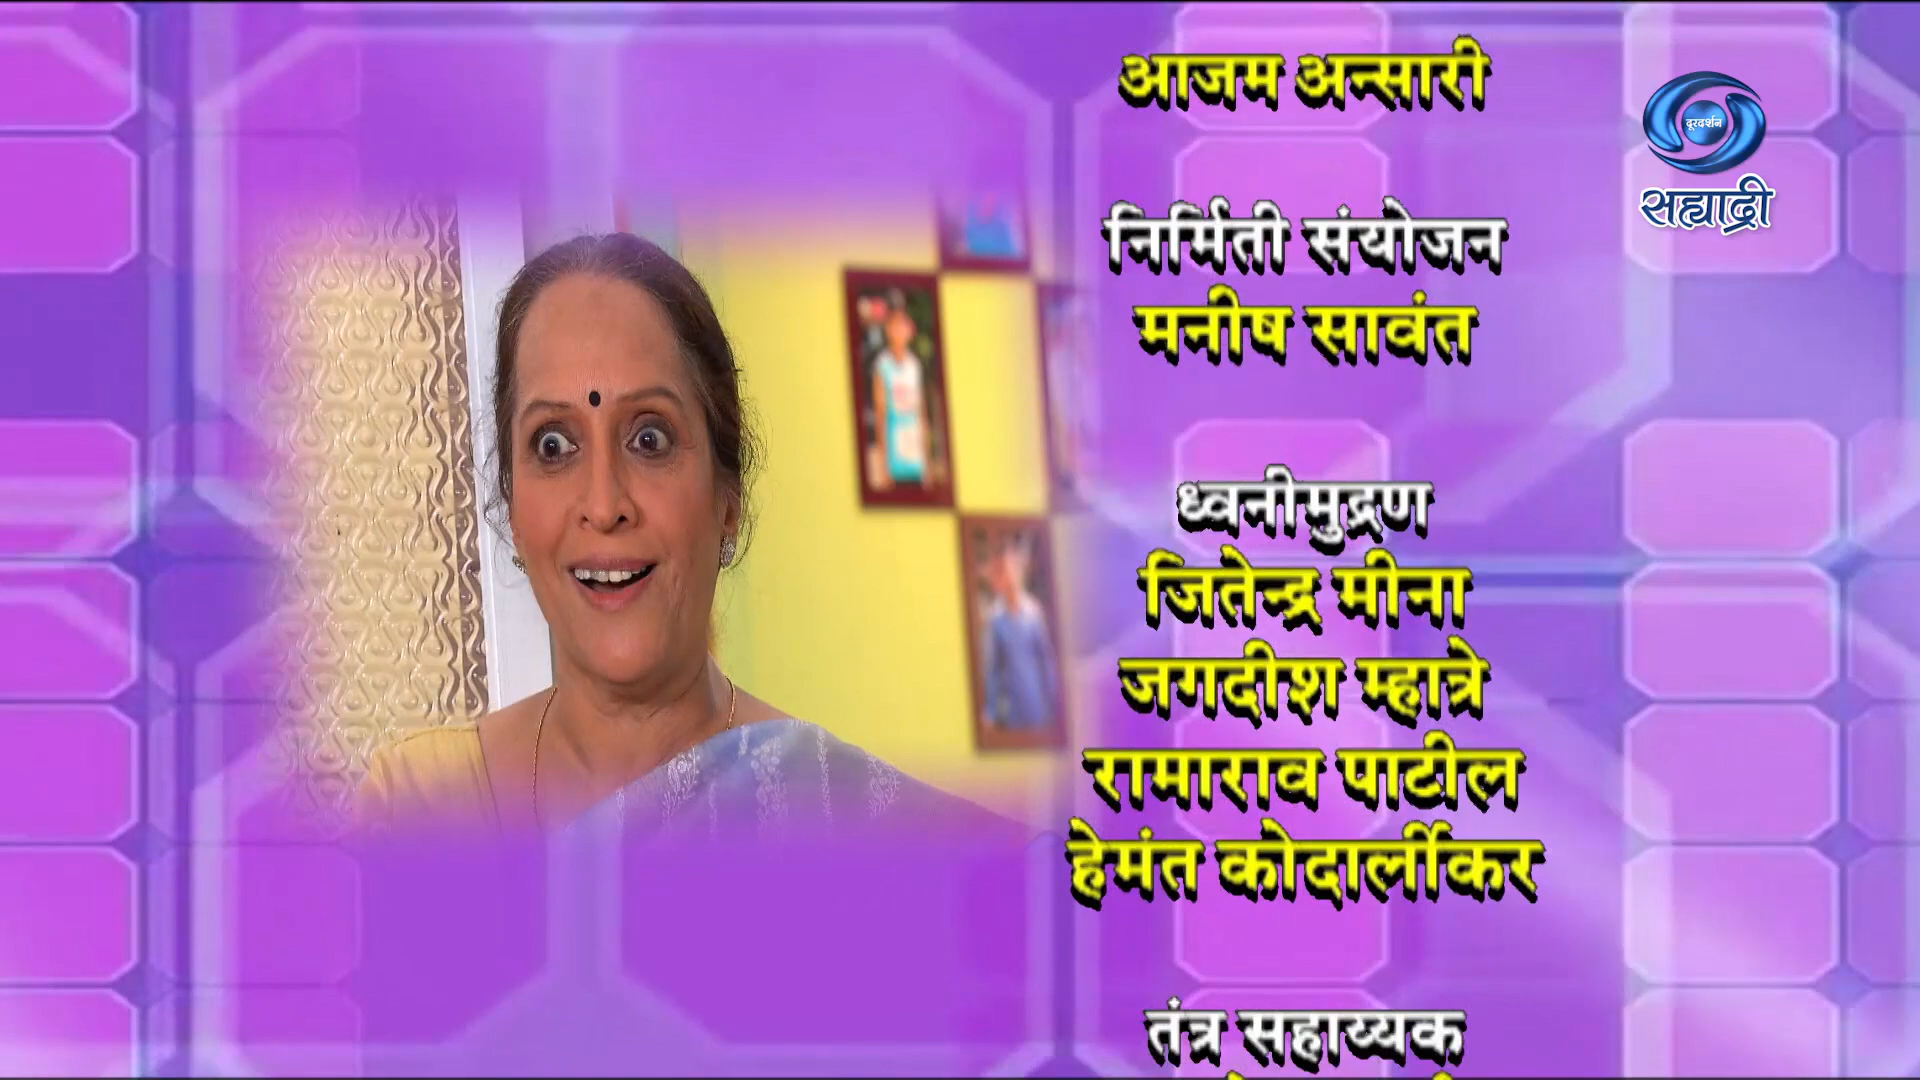 आजम अन्सारी
दूरदर्शन
सह्याद्री
निर्मिती संयोजन
मनीष सावंत
ध्वनीमुद्रण
जितेन्द्र मीना
जगदीश म्हात्रे
रामाराव पाटील
हेमंत कोदार्लीकर
तंत्र सहाय्यक